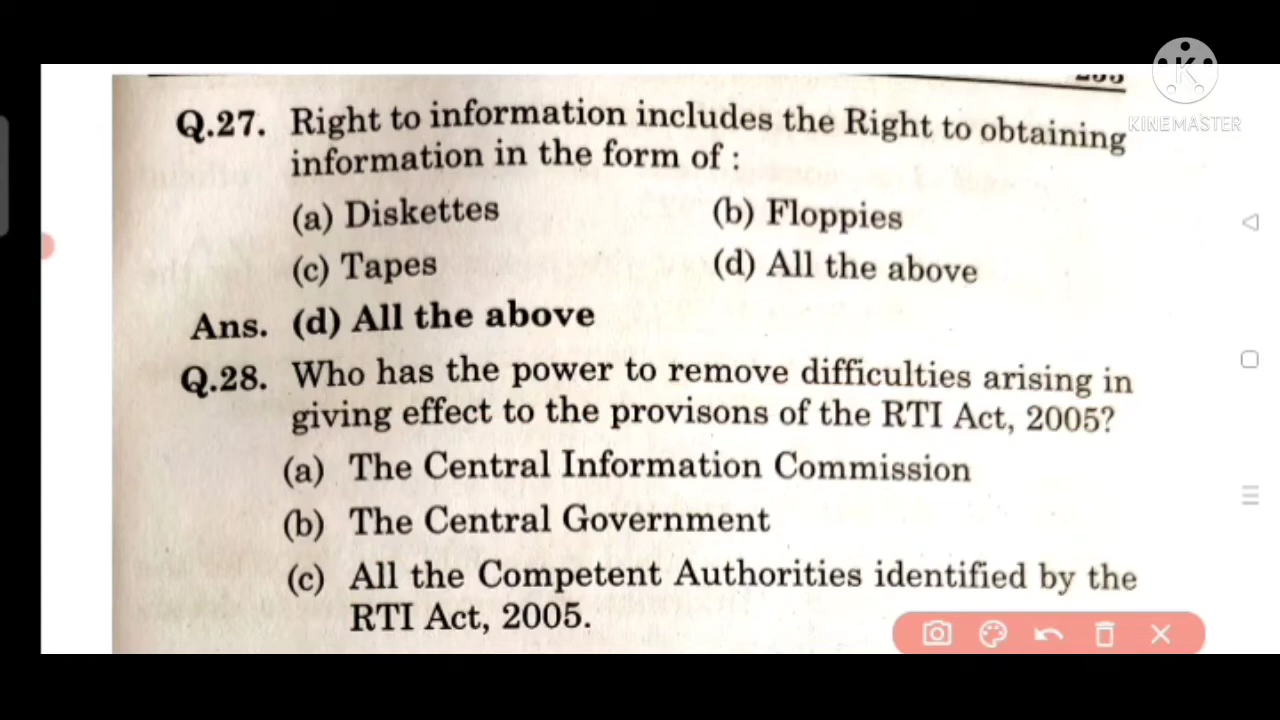 KINEMASTER
Q.27. Right to information includes the Right to obtaining
information in the form of :
(a) Diskettes (b) Floppies
(c) Tapes (d) All the above
Ans. (d) All the above
Q.28. Who has the power to remove difficulties arising in
giving effect to the provisons of the RTI Act, 2005?
(a) The Central Information Commission
(b) The Central Government
(c) All the Competent Authorities identified by the
RTI Act, 2005.